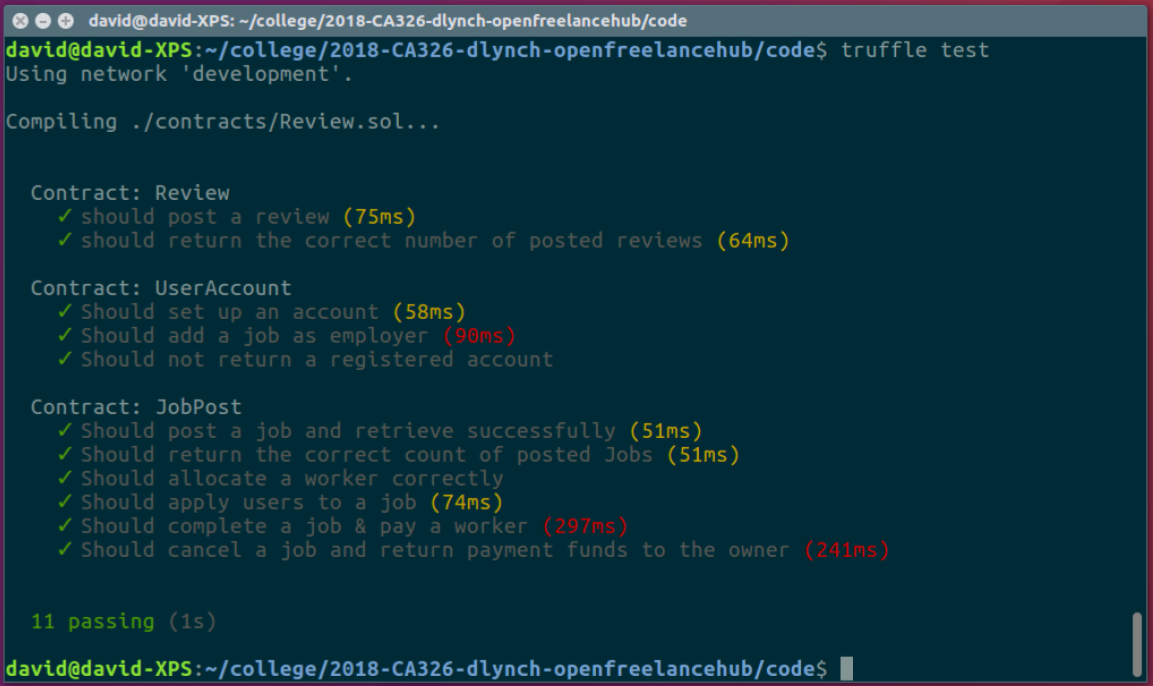 david@david-XPS: ~/college/2018-CA326-dlynch-openfreelancehub/code
david@david-XPS:~/college/2018-CA326-dlynch-openfreelancehub/code$ truffle test
Using network 'development'.
Compiling ./contracts/Review.sol...
Contract: Review
✓ should post a review (75ms)
✓ should return the correct number of posted reviews (64ms)
Contract: UserAccount
✓ Should set up an account (58ms)
✓ Should add a job as employer (90ms)
✓ Should not return a registered account
Contract: JobPost
✓ Should post a job and retrieve successfully (51ms)
✓ Should return the correct count of posted Jobs (51ms)
✓ Should allocate a worker correctly
✓ Should apply users to a job (74ms)
✓ Should complete a job & pay a worker (297ms)
✓ Should cancel a job and return payment funds to the owner (241ms)
11 passing (1s)
david@david-XPS:~/college/2018-CA326-dlynch-openfreelancehub/code$